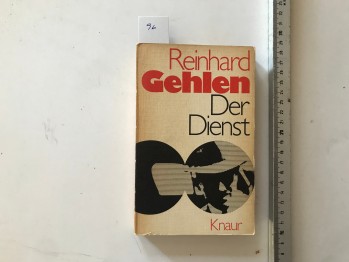 96
Reinhard
Gehlen
Der
Dienst
Knaur